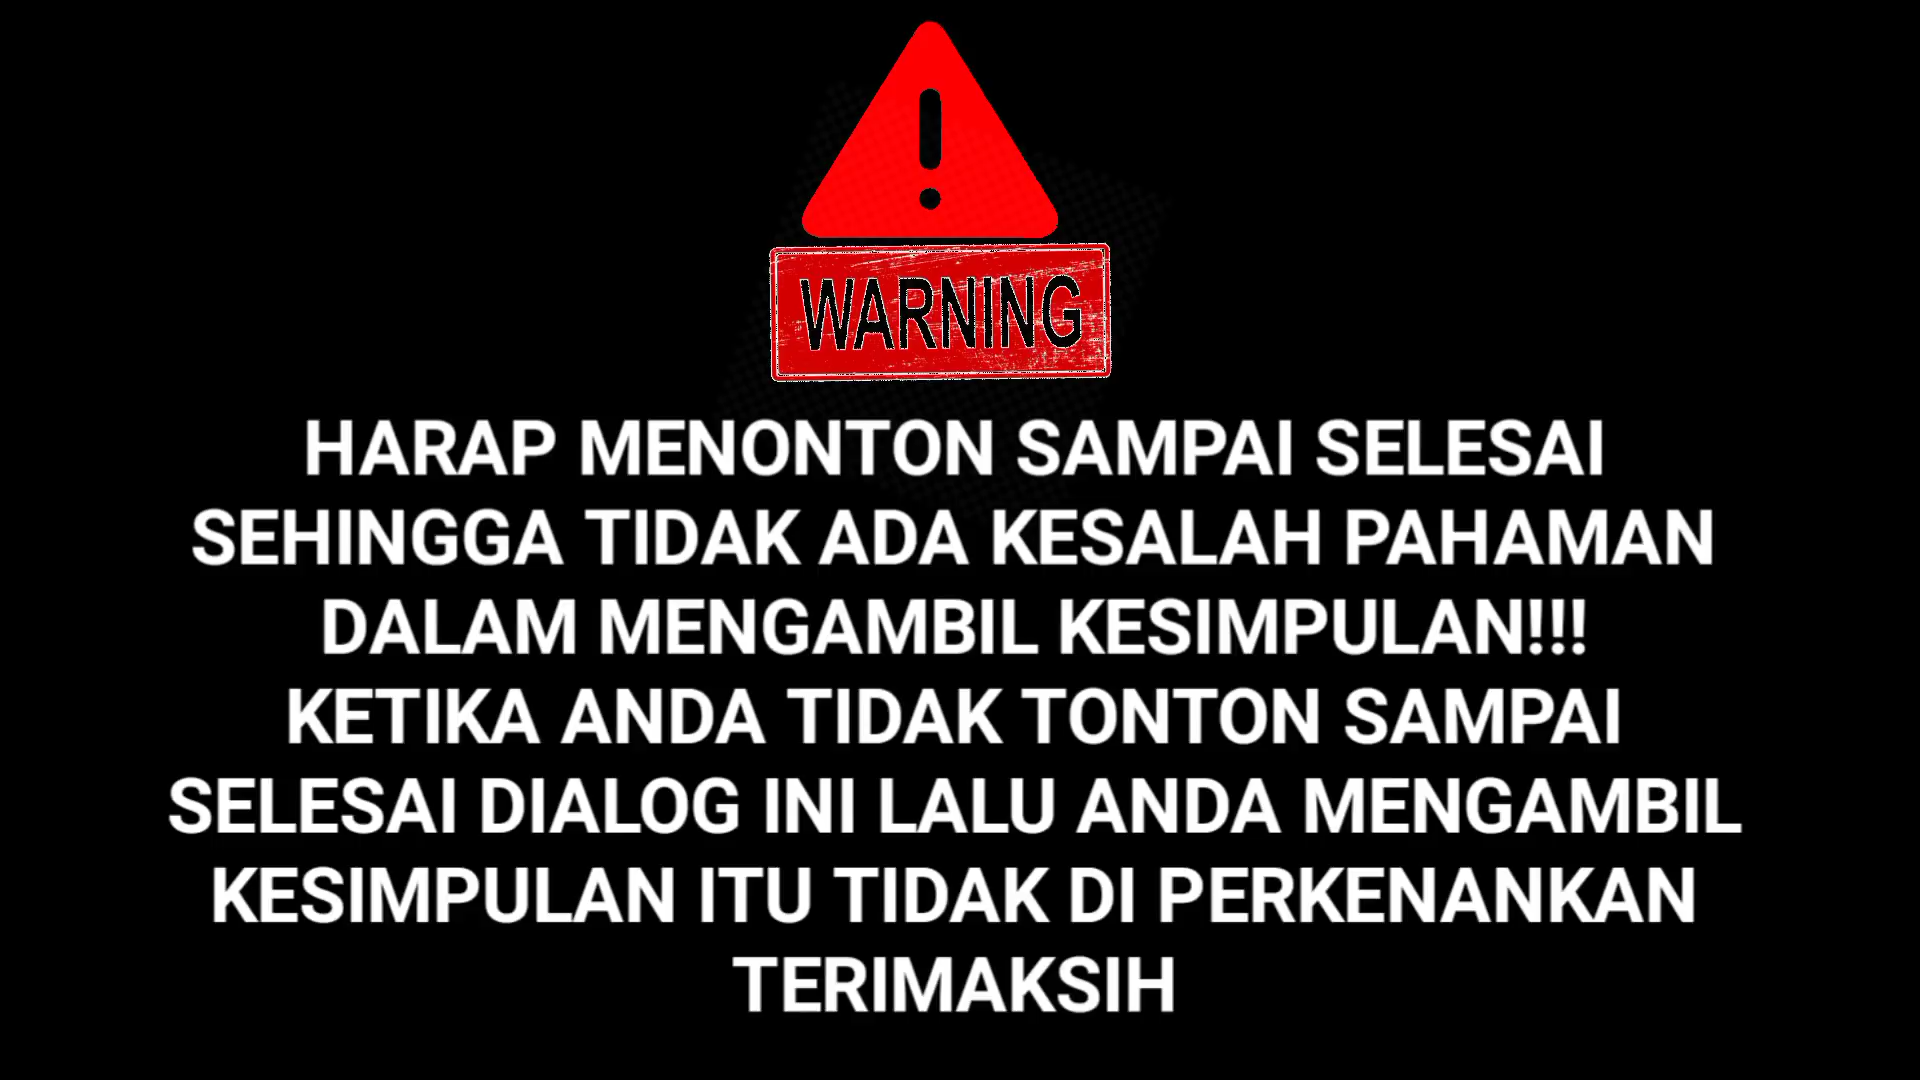 WARNING
HARAP MENONTON SAMPAI SELESAI
SEHINGGA TIDAK ADA KESALAH PAHAMAN
DALAM MENGAMBIL KESIMPULAN!!!
KETIKA ANDA TIDAK TONTON SAMPAI
SELESAI DIALOG INI LALU ANDA MENGAMBIL
KESIMPULAN ITU TIDAK DI PERKENANKAN
TERIMAKSIH